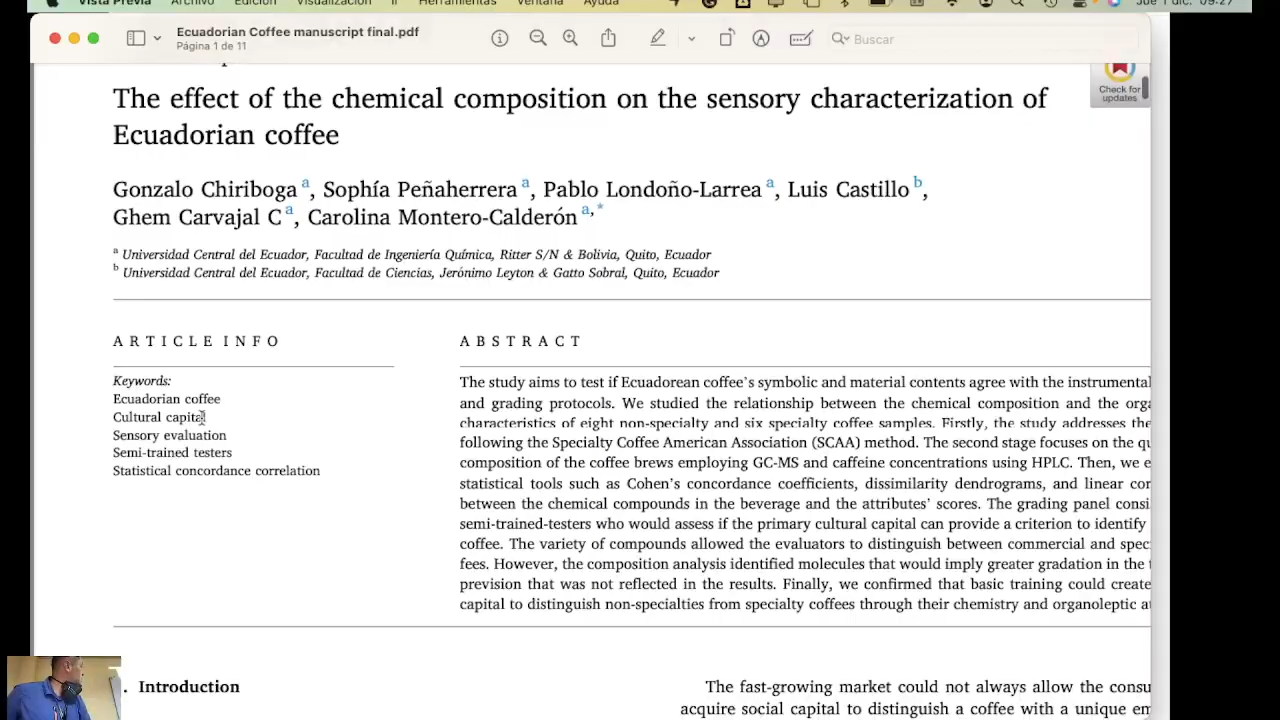 Vista Previa Archivo Edición Visualización Ir Herramientas Ventana Ayuda Jue 1 dic. 09:27
Ecuadorian Coffee manuscript final.pdf
Página 1 de 11
Buscar
Check for
updates
The effect of the chemical composition on the sensory characterization of
Ecuadorian coffee
Gonzalo Chiriboga a, Sophía Peñaherrera a, Pablo Londoño-Larrea a, Luis Castillo b,
Ghem Carvajal C a, Carolina Montero-Calderón a,*
a Universidad Central del Ecuador, Facultad de Ingeniería Química, Ritter S/N & Bolivia, Quito, Ecuador
b Universidad Central del Ecuador, Facultad de Ciencias, Jerónimo Leyton & Gatto Sobral, Quito, Ecuador
ARTICLE INFO
Keywords:
Ecuadorian coffee
Cultural capital
Sensory evaluation
Semi-trained testers
Statistical concordance correlation
ABSTRACT
The study aims to test if Ecuadorean coffee's symbolic and material contents agree with the instrumental
and grading protocols. We studied the relationship between the chemical composition and the orga
characteristics of eight non-specialty and six specialty coffee samples. Firstly, the study addresses the
following the Specialty Coffee American Association (SCAA) method. The second stage focuses on the qu
composition of the coffee brews employing GC-MS and caffeine concentrations using HPLC. Then, we e
statistical tools such as Cohen's concordance coefficients, dissimilarity dendrograms, and linear cor
between the chemical compounds in the beverage and the attributes' scores. The grading panel consi
semi-trained-testers who would assess if the primary cultural capital can provide a criterion to identify
coffee. The variety of compounds allowed the evaluators to distinguish between commercial and spec
fees. However, the composition analysis identified molecules that would imply greater gradation in the
prevision that was not reflected in the results. Finally, we confirmed that basic training could create
capital to distinguish non-specialties from specialty coffees through their chemistry and organoleptic a
. Introduction
The fast-growing market could not always allow the consu
acquire social capital to distinguish a coffee with a unique em